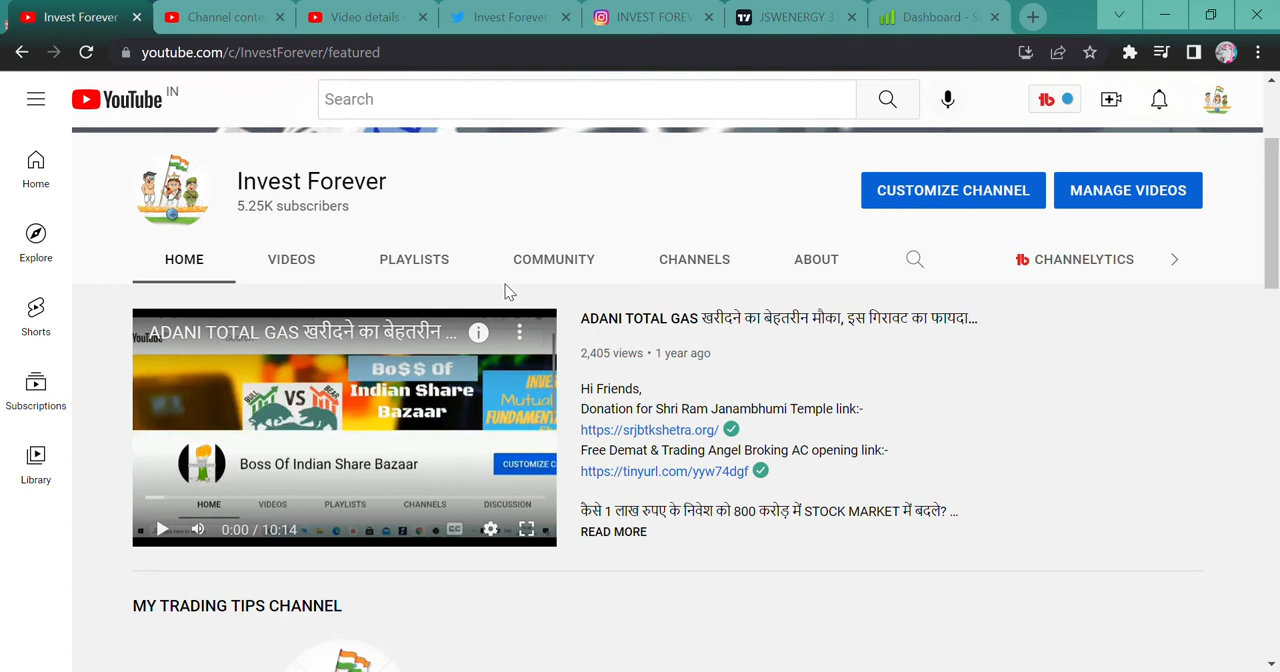 Invest Forever
Channel conte
Video details -
Invest Forever
INVEST FOREV
JSWENERGY 3
Dashboard - S
youtube.com/c/InvestForever/featured
YouTube IN
Search
Home
Explore
Shorts
Subscriptions
Library
Invest Forever
5.25K subscribers
CUSTOMIZE CHANNEL
MANAGE VIDEOS
HOME
VIDEOS
PLAYLISTS
COMMUNITY
CHANNELS
ABOUT
CHANNELYTICS
ADANI TOTAL GAS खरीदने का बेहतरीन ...
Bo$$ Of
Indian Share
Bazaar
VS
INVE
Mutual
FUNDAMENT
Boss Of Indian Share Bazaar
CUSTOMIZE C
HOME
VIDEOS
PLAYLISTS
CHANNELS
DISCUSSION
0:00 / 10:14
ADANI TOTAL GAS खरीदने का बेहतरीन मौका, इस गिरावट का फायदा...
2,405 views • 1 year ago
Hi Friends,
Donation for Shri Ram Janambhumi Temple link:-
https://srjbtkshetra.org/
Free Demat & Trading Angel Broking AC opening link:-
https://tinyurl.com/yyw74dgf
कैसे 1 लाख रुपए के निवेश को 800 करोड़ में STOCK MARKET में बदले? ...
READ MORE
MY TRADING TIPS CHANNEL